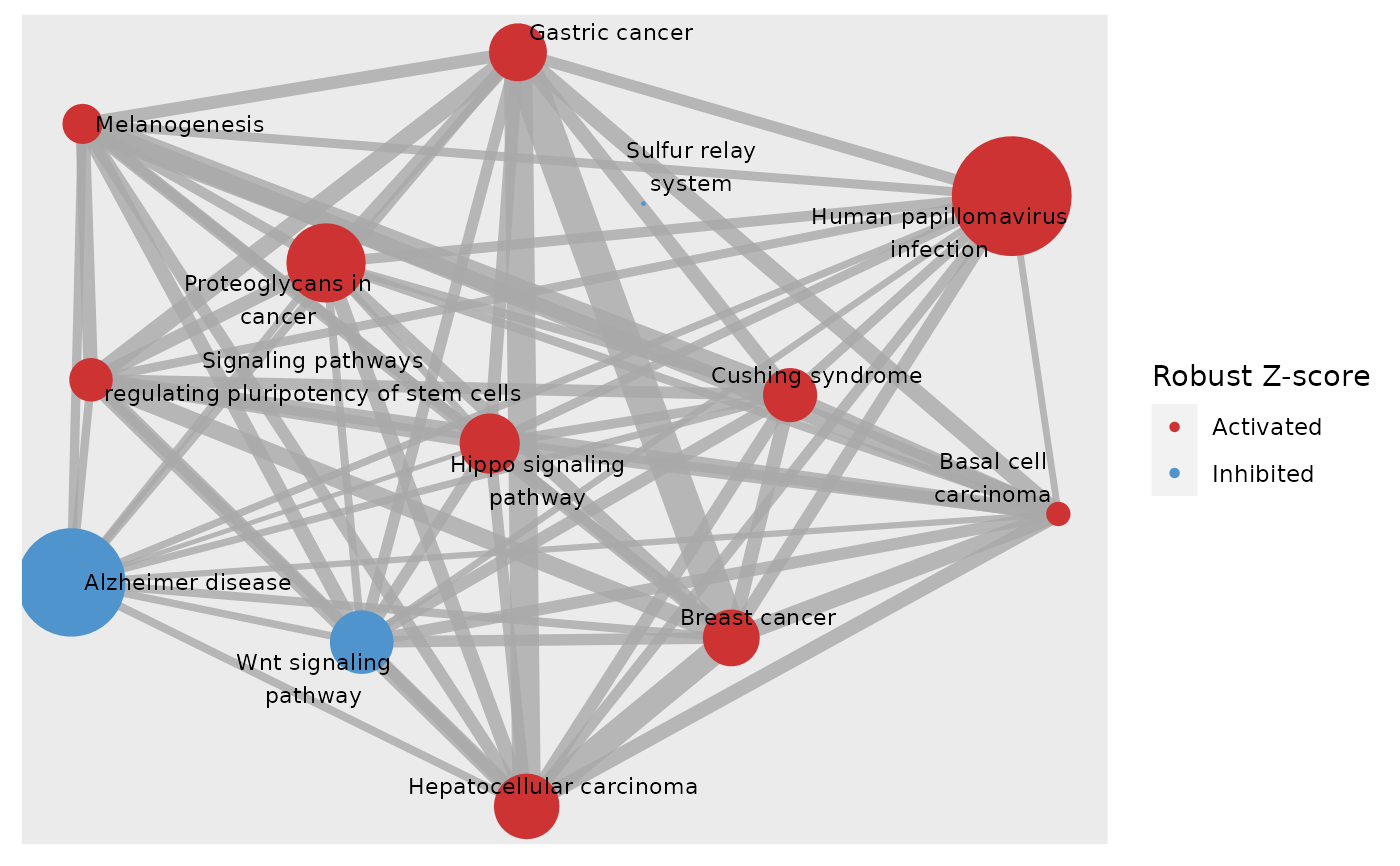 Gastric cancer
Melanogenesis
Sulfur relay
system
Human papillomavirus
infection
Proteoglycans in
cancer
Signaling pathways
regulating pluripotency of stem cells
Cushing syndrome
Hippo signaling
pathway
Basal cell
carcinoma
Alzheimer disease
Breast cancer
Wnt signaling
pathway
Hepatocellular carcinoma
Robust Z-score
Activated
Inhibited